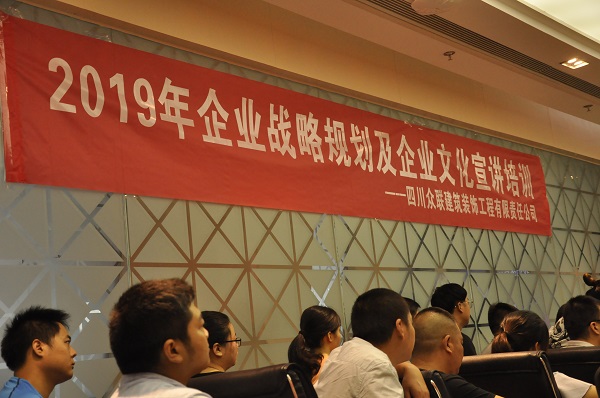 2019年企业战略规划及企业文化宣讲培训
——四川众联建筑装饰工程有限责任公司